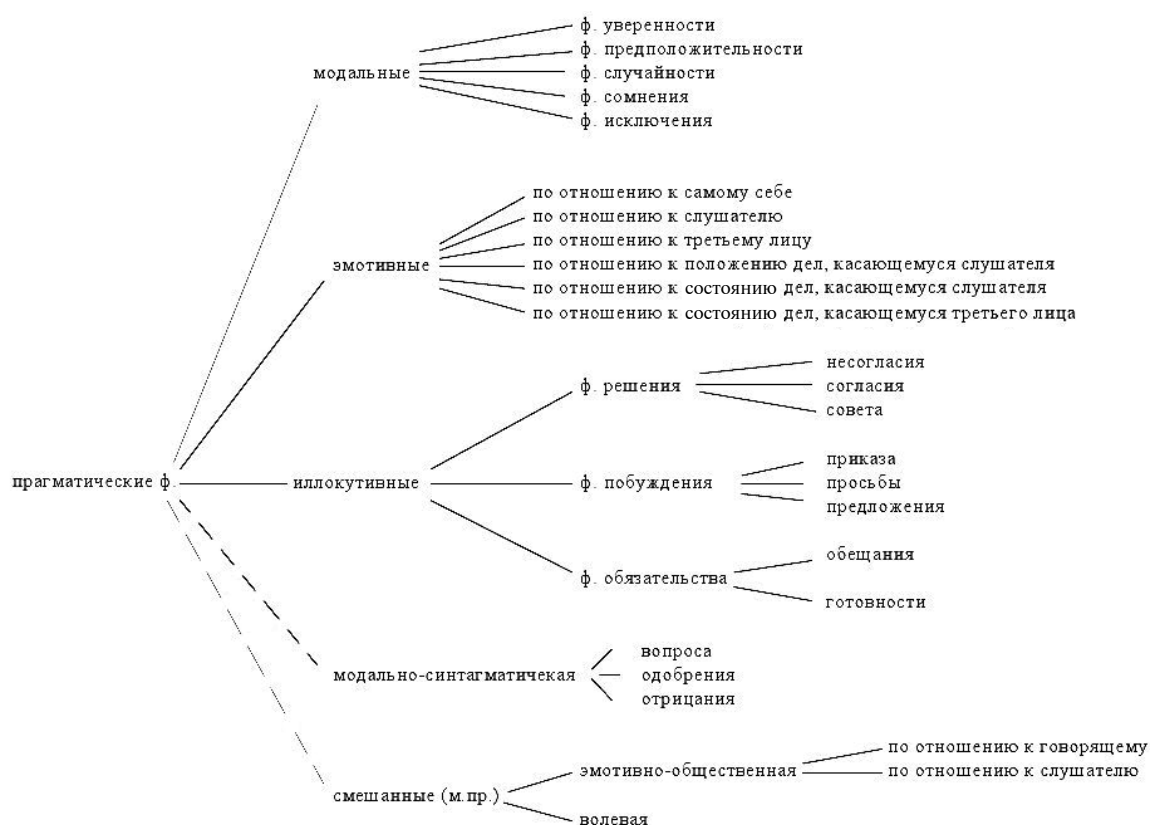 прагматические ф.
модальные
ф. уверенности
ф. предположительности
ф. случайности
ф. сомнения
ф. исключения
эмотивные
по отношению к самому себе
по отношению к слушателю
по отношению к третьему лицу
по отношению к положению дел, касающемуся слушателя
по отношению к состоянию дел, касающемуся слушателя
по отношению к состоянию дел, касающемуся третьего лица
иллокутивные
ф. решения
несогласия
согласия
совета
ф. побуждения
приказа
просьбы
предложения
ф. обязательства
обещания
готовности
модально-синтагматичекая
вопроса
одобрения
отрицания
смешанные (м.пр.)
эмотивно-общественная
по отношению к говорящему
по отношению к слушателю
волевая